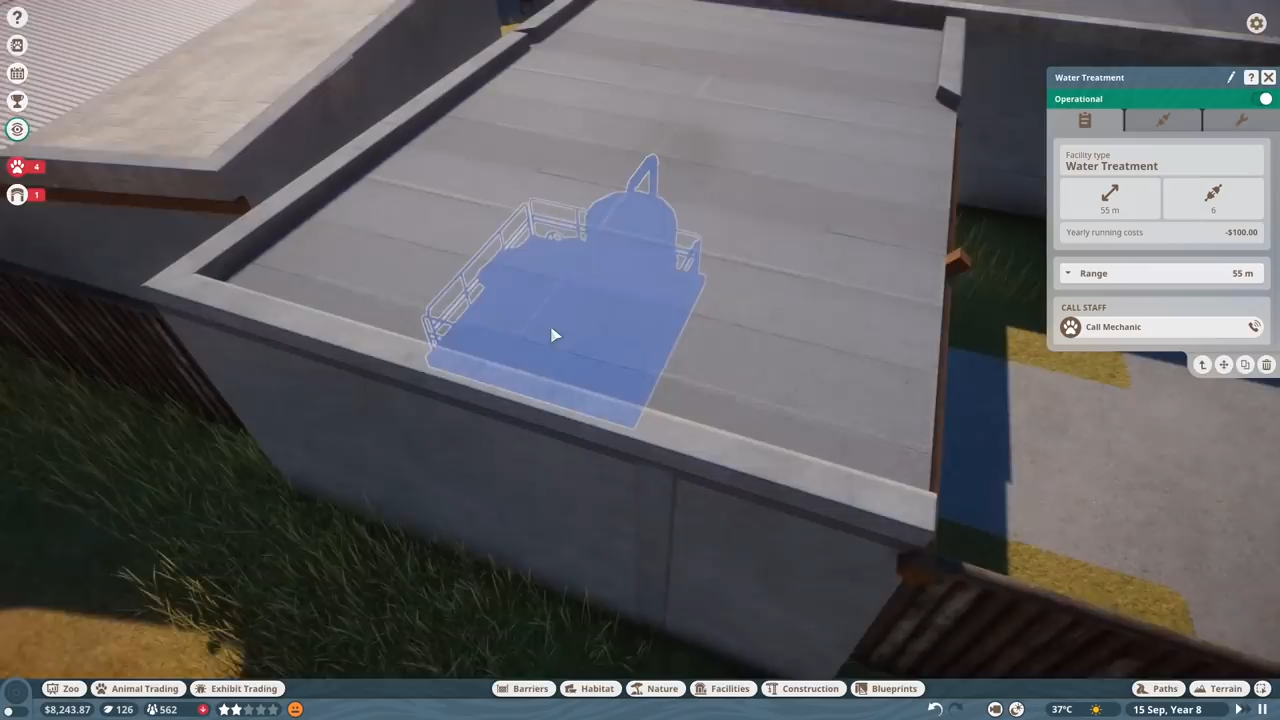 ?
Water Treatment
?
Operational
4
1
Facility type
Water Treatment
55 m
6
Yearly running costs -$100.00
Range 55 m
CALL STAFF
Call Mechanic
Zoo Animal Trading Exhibit Trading Barriers Habitat Nature Facilities Construction Blueprints Paths Terrain
$8,243.87 126 562 37°C 15 Sep, Year 8